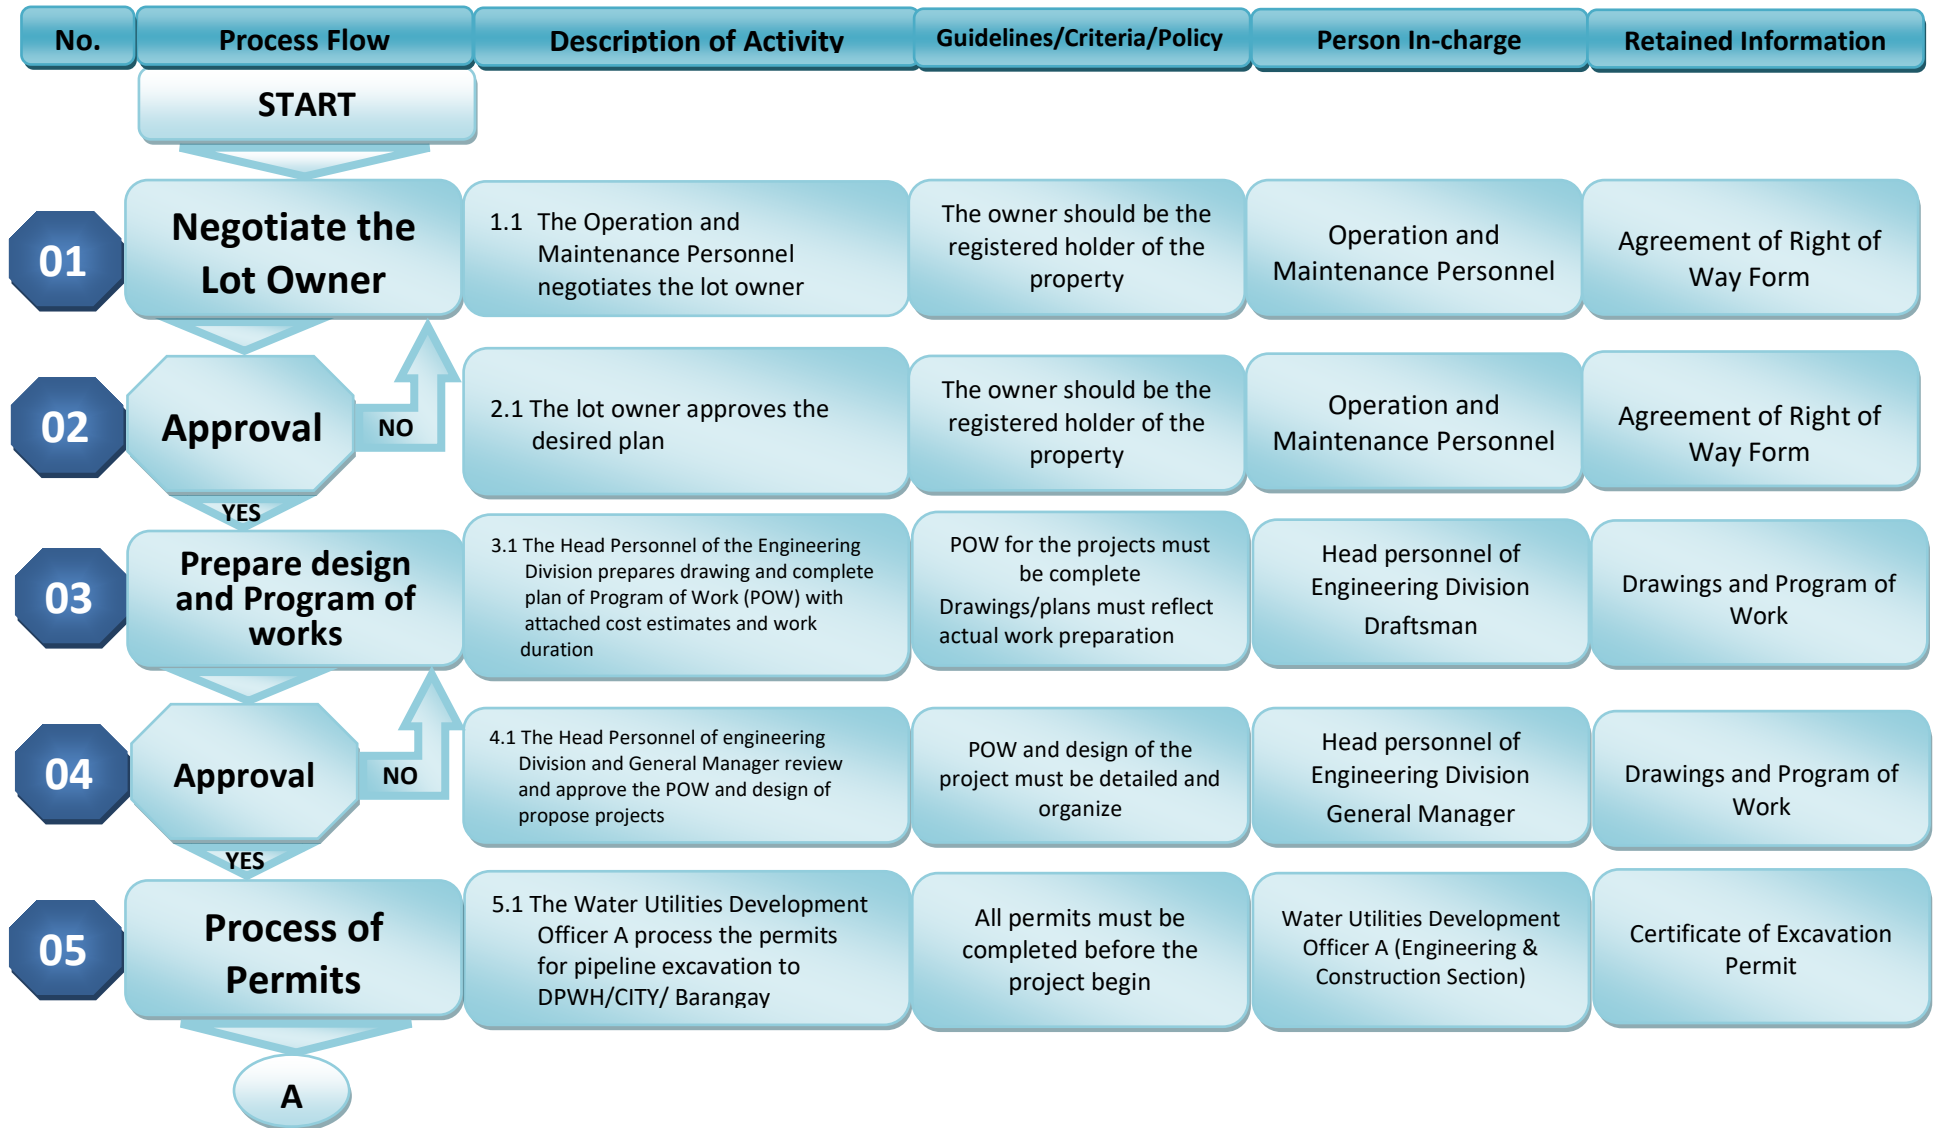 No.
Process Flow
Description of Activity
Guidelines/Criteria/Policy
Person In-charge
Retained Information
START
01
Negotiate the
Lot Owner
1.1 The Operation and
Maintenance Personnel
negotiates the lot owner
The owner should be the
registered holder of the
property
Operation and
Maintenance Personnel
Agreement of Right of
Way Form
02
Approval
NO
2.1 The lot owner approves the
desired plan
The owner should be the
registered holder of the
property
Operation and
Maintenance Personnel
Agreement of Right of
Way Form
YES
03
Prepare design
and Program of
works
3.1 The Head Personnel of the Engineering
Division prepares drawing and complete
plan of Program of Work (POW) with
attached cost estimates and work
duration
POW for the projects must
be complete
Drawings/plans must reflect
actual work preparation
Head personnel of
Engineering Division
Draftsman
Drawings and Program of
Work
04
Approval
NO
4.1 The Head Personnel of engineering
Division and General Manager review
and approve the POW and design of
propose projects
POW and design of the
project must be detailed and
organize
Head personnel of
Engineering Division
General Manager
Drawings and Program of
Work
YES
05
Process of
Permits
5.1 The Water Utilities Development
Officer A process the permits
for pipeline excavation to
DPWH/CITY/ Barangay
All permits must be
completed before the
project begin
Water Utilities Development
Officer A (Engineering &
Construction Section)
Certificate of Excavation
Permit
A